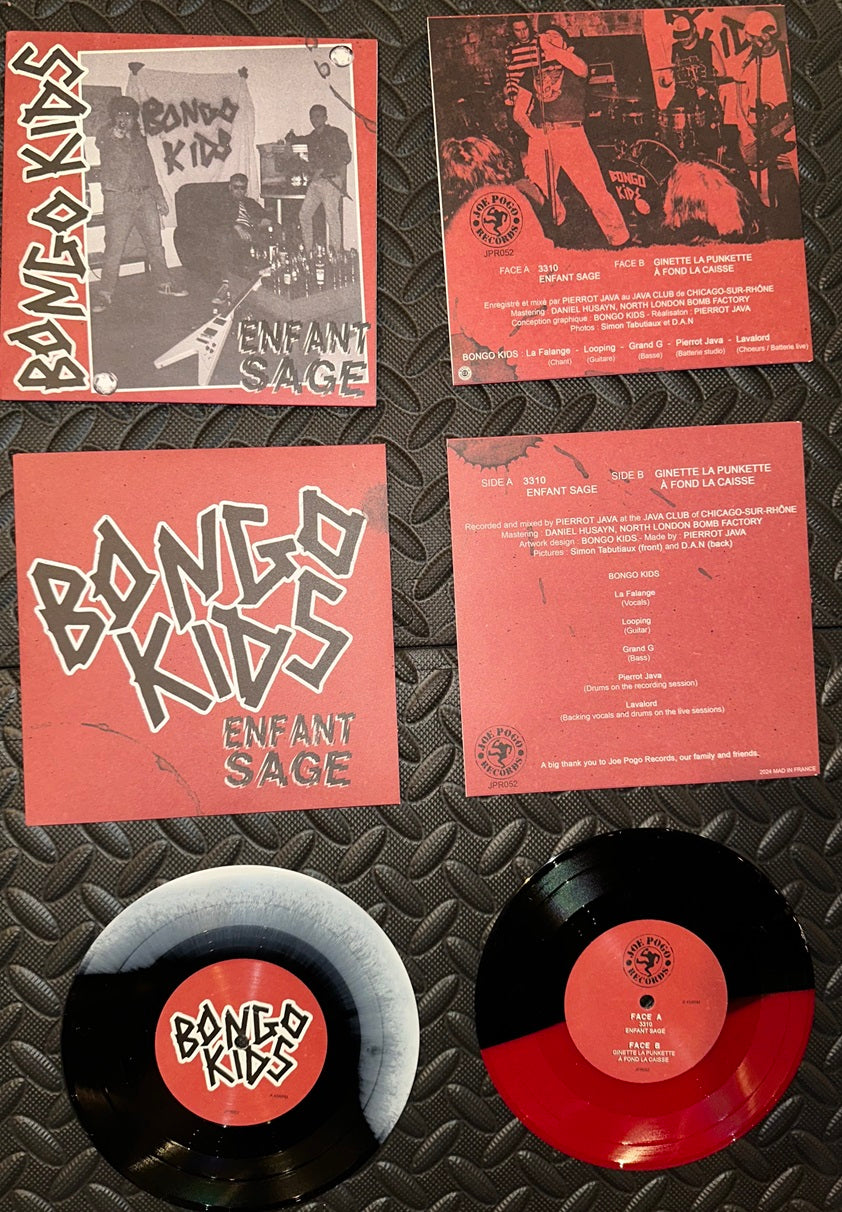 BONGO KIDS
BONGO
KIDS
ENFANT
SAGE
BONGO
KIDS
JOE POGO
RECORDS
JPR052
FACE A 3310
ENFANT SAGE
FACE B GINETTE LA PUNKETTE
À FOND LA CAISSE
Enregistré et mixé par PIERROT JAVA au JAVA CLUB de CHICAGO-SUR-RHÔNE
Mastering : DANIEL HUSAYN, NORTH LONDON BOMB FACTORY
Conception graphique : BONGO KIDS - Réalisaton : PIERROT JAVA
Photos : Simon Tabutiaux et D.A.N
BONGO KIDS : La Falange - Looping - Grand G - Pierrot Java - Lavalord
(Chant) (Guitare) (Basse) (Batterie studio) (Choeurs / Batterie live)
BONGO
KIDS
ENFANT
SAGE
SIDE A 3310
ENFANT SAGE
SIDE B GINETTE LA PUNKETTE
À FOND LA CAISSE
Recorded and mixed by PIERROT JAVA at the JAVA CLUB of CHICAGO-SUR-RHÔNE
Mastering : DANIEL HUSAYN, NORTH LONDON BOMB FACTORY
Artwork design : BONGO KIDS - Made by : PIERROT JAVA
Pictures : Simon Tabutiaux (front) and D.A.N (back)
BONGO KIDS
La Falange
(Vocals)
Looping
(Guitar)
Grand G
(Bass)
Pierrot Java
(Drums on the recording session)
Lavalord
(Backing vocals and drums on the live sessions)
JOE POGO
RECORDS
JPR052
A big thank you to Joe Pogo Records, our family and friends.
2024 MAD IN FRANCE
BONGO
KIDS
JPR052
JOE POGO
RECORDS
FACE A
3310
ENFANT SAGE
FACE B
GINETTE LA PUNKETTE
À FOND LA CAISSE
JPR052